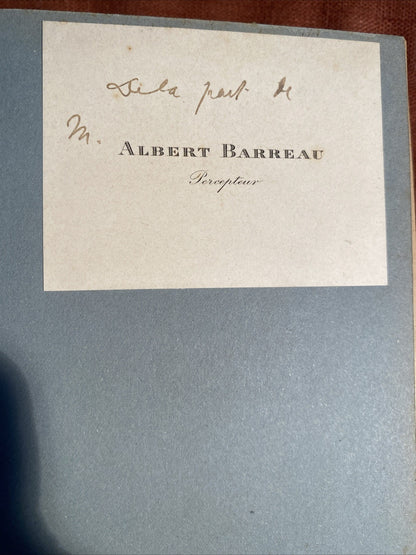 De la part de
M.
ALBERT BARREAU
Percepteur